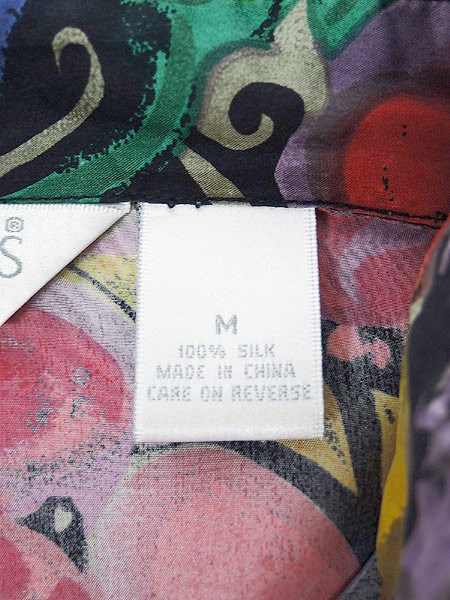 S®
M
100% SILK
MADE IN CHINA
CARE ON REVERSE